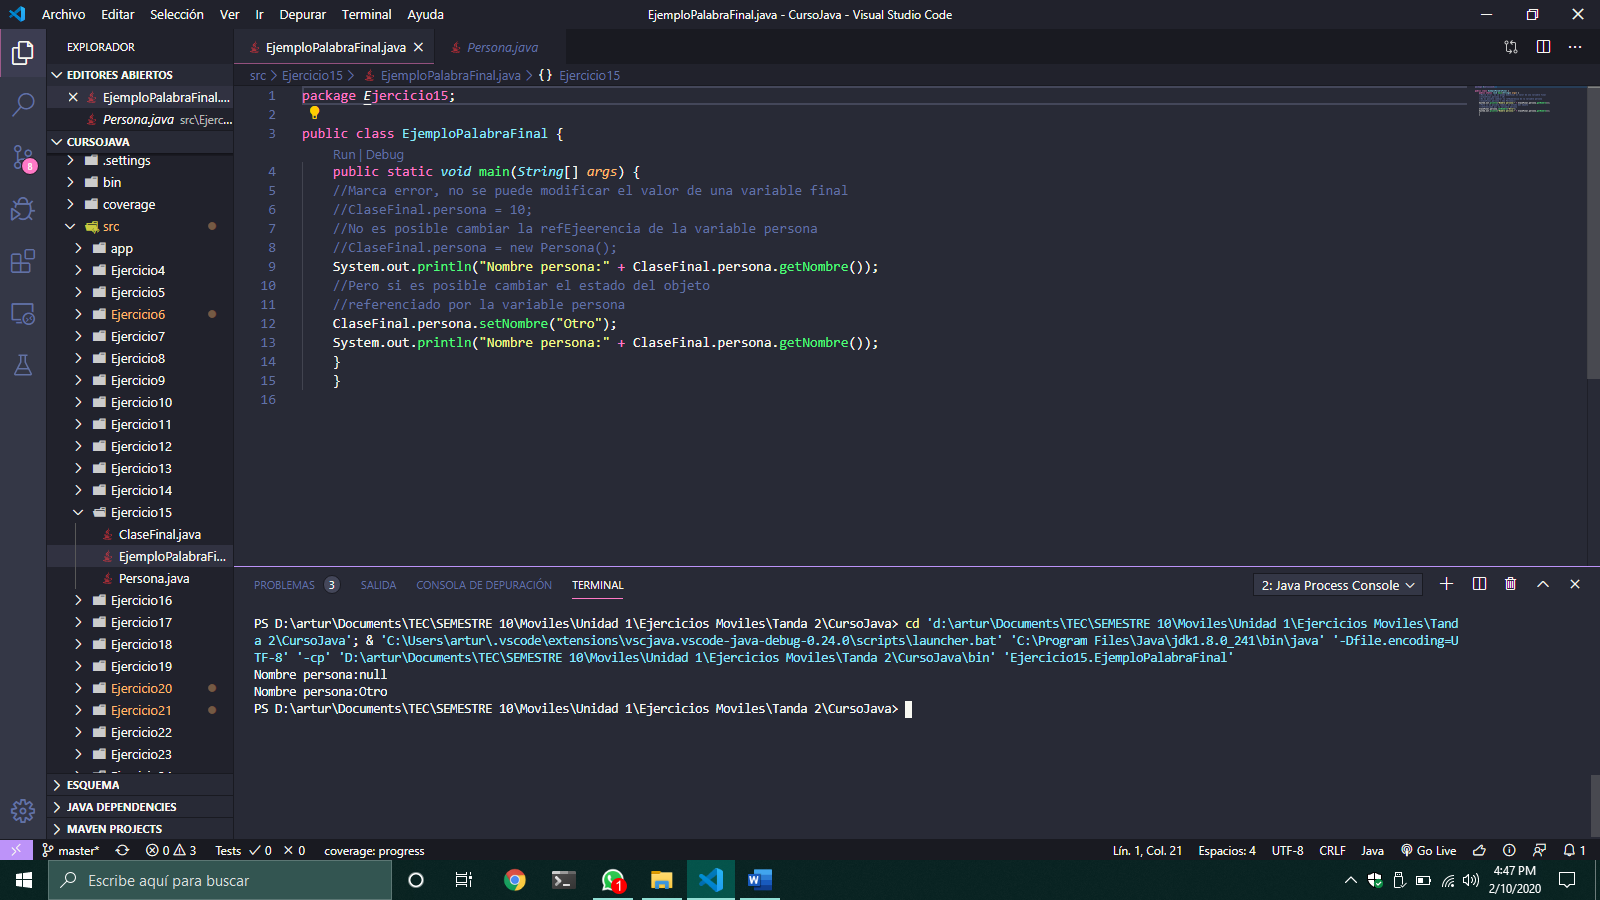 Archivo Editar Selección Ver Ir Depurar Terminal Ayuda
EjemploPalabraFinal.java - CursoJava - Visual Studio Code
EXPLORADOR
EDITORES ABIERTOS
EjemploPalabraFinal....
Persona.java src\Ejerc...
CURSOJAVA
.settings
bin
coverage
src
app
Ejercicio4
Ejercicio5
Ejercicio6
Ejercicio7
Ejercicio8
Ejercicio9
Ejercicio10
Ejercicio11
Ejercicio12
Ejercicio13
Ejercicio14
Ejercicio15
ClaseFinal.java
EjemploPalabraFi...
Persona.java
Ejercicio16
Ejercicio17
Ejercicio18
Ejercicio19
Ejercicio20
Ejercicio21
Ejercicio22
Ejercicio23
ESQUEMA
JAVA DEPENDENCIES
MAVEN PROJECTS
8
EjemploPalabraFinal.java Persona.java
src > Ejercicio15 > EjemploPalabraFinal.java > {} Ejercicio15
1 package Ejercicio15;
2
3 public class EjemploPalabraFinal {
Run | Debug
4 public static void main(String[] args) {
5 //Marca error, no se puede modificar el valor de una variable final
6 //ClaseFinal.persona = 10;
7 //No es posible cambiar la refEjeerencia de la variable persona
8 //ClaseFinal.persona = new Persona();
9 System.out.println("Nombre persona:" + ClaseFinal.persona.getNombre());
10 //Pero si es posible cambiar el estado del objeto
11 //referenciado por la variable persona
12 ClaseFinal.persona.setNombre("Otro");
13 System.out.println("Nombre persona:" + ClaseFinal.persona.getNombre());
14 }
15 }
16
PROBLEMAS 3 SALIDA CONSOLA DE DEPURACIÓN TERMINAL 2: Java Process Console
PS D:\artur\Documents\TEC\SEMESTRE 10\Moviles\Unidad 1\Ejercicios Moviles\Tanda 2\CursoJava> cd 'd:\artur\Documents\TEC\SEMESTRE 10\Moviles\Unidad 1\Ejercicios Moviles\Tand
a 2\CursoJava'; & 'C:\Users\artur\.vscode\extensions\vscjava.vscode-java-debug-0.24.0\scripts\launcher.bat' 'C:\Program Files\Java\jdk1.8.0_241\bin\java' '-Dfile.encoding=U
TF-8' '-cp' 'D:\artur\Documents\TEC\SEMESTRE 10\Moviles\Unidad 1\Ejercicios Moviles\Tanda 2\CursoJava\bin' 'Ejercicio15.EjemploPalabraFinal'
Nombre persona:null
Nombre persona:Otro
PS D:\artur\Documents\TEC\SEMESTRE 10\Moviles\Unidad 1\Ejercicios Moviles\Tanda 2\CursoJava>
master* 0 3 Tests 0 0 coverage: progress Lín. 1, Col. 21 Espacios: 4 UTF-8 CRLF Java Go Live 1
Escribe aquí para buscar
1
4:47 PM
2/10/2020